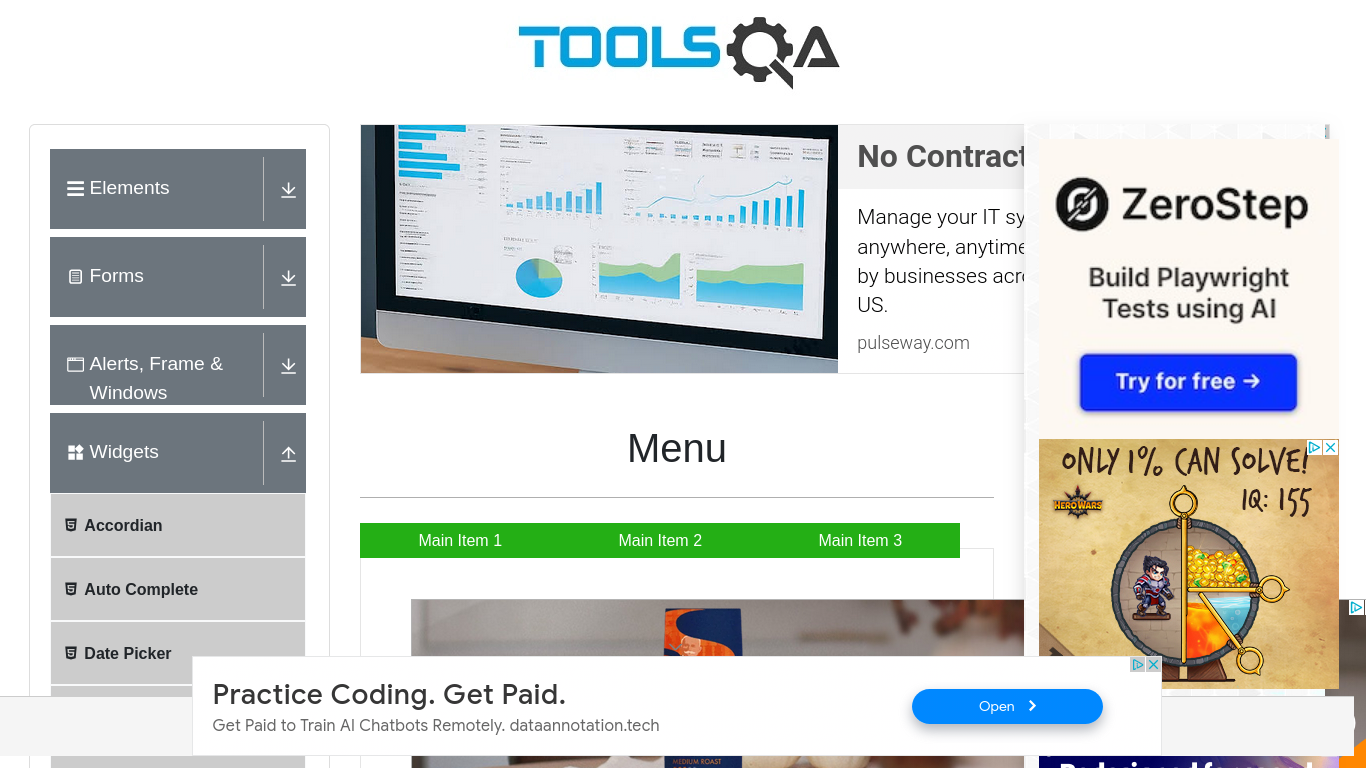 TOOLSQA
Elements
Forms
Alerts, Frame &
Windows
Widgets
Accordian
Auto Complete
Date Picker
No Contract
Manage your IT sy
anywhere, anytime
by businesses acro
US.
pulseway.com
ZeroStep
Build Playwright
Tests using AI
Try for free →
Menu
Main Item 1
Main Item 2
Main Item 3
ONLY 1% CAN SOLVE!
IQ: 155
HERO WARS
Practice Coding. Get Paid.
Get Paid to Train AI Chatbots Remotely. dataannotation.tech
Open
MEDIUM ROAST